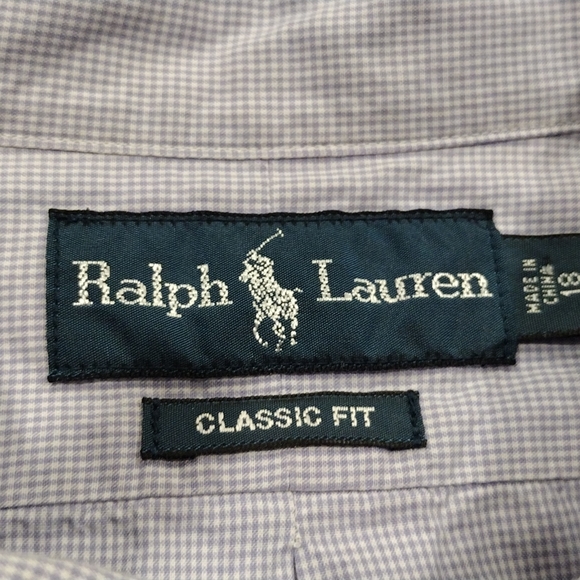 Ralph Lauren
MADE IN
CHINA
18
CLASSIC FIT